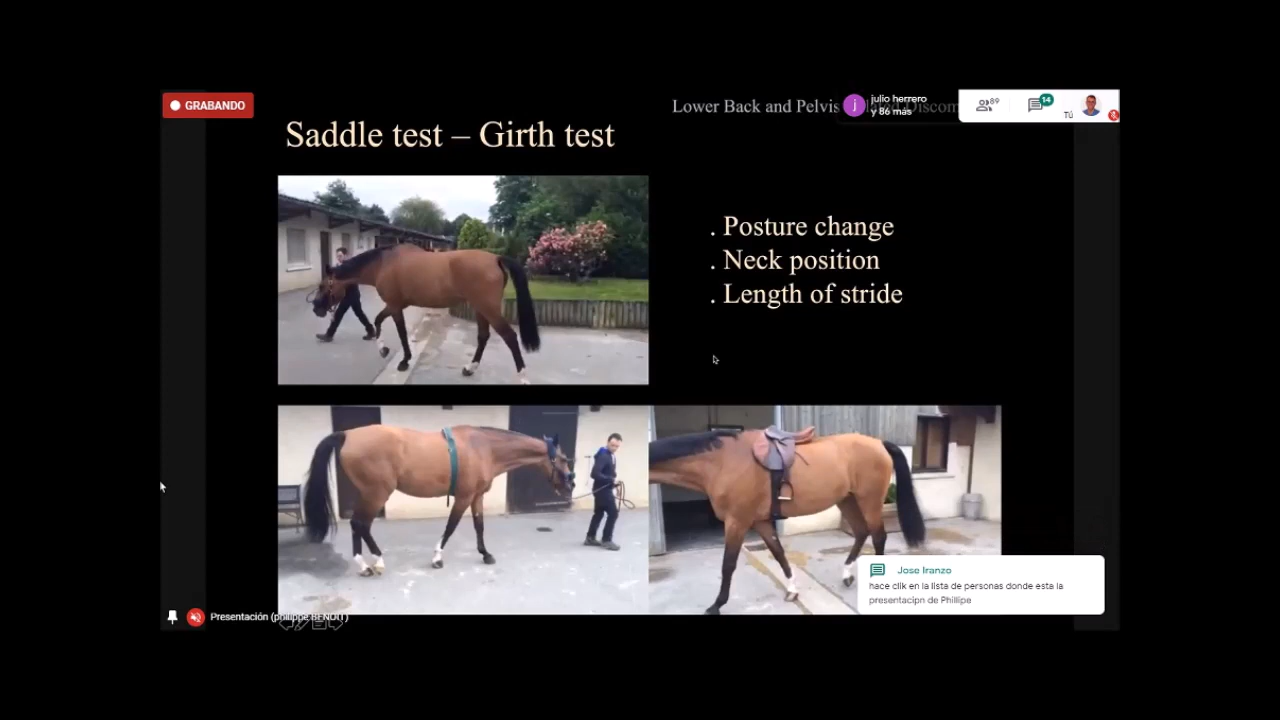 GRABANDO
Lower Back and Pelvis
julio herrero
y 86 más
89
14
Tú
Saddle test – Girth test
. Posture change
. Neck position
. Length of stride
Jose Iranzo
hace clik en la lista de personas donde esta la
presentacipn de Phillipe
Presentación (philippe BENOIT)